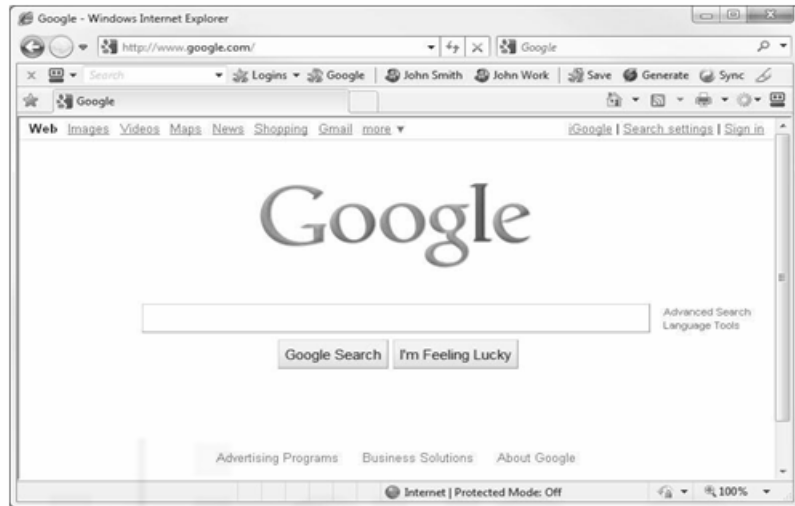 Google - Windows Internet Explorer
http://www.google.com/ Google
Search Logins Google John Smith John Work Save Generate Sync
Google
Web Images Videos Maps News Shopping Gmail more ▼ iGoogle | Search settings | Sign in
Google
Advanced Search
Language Tools
Google Search I'm Feeling Lucky
Advertising Programs Business Solutions About Google
Internet | Protected Mode: Off 100%